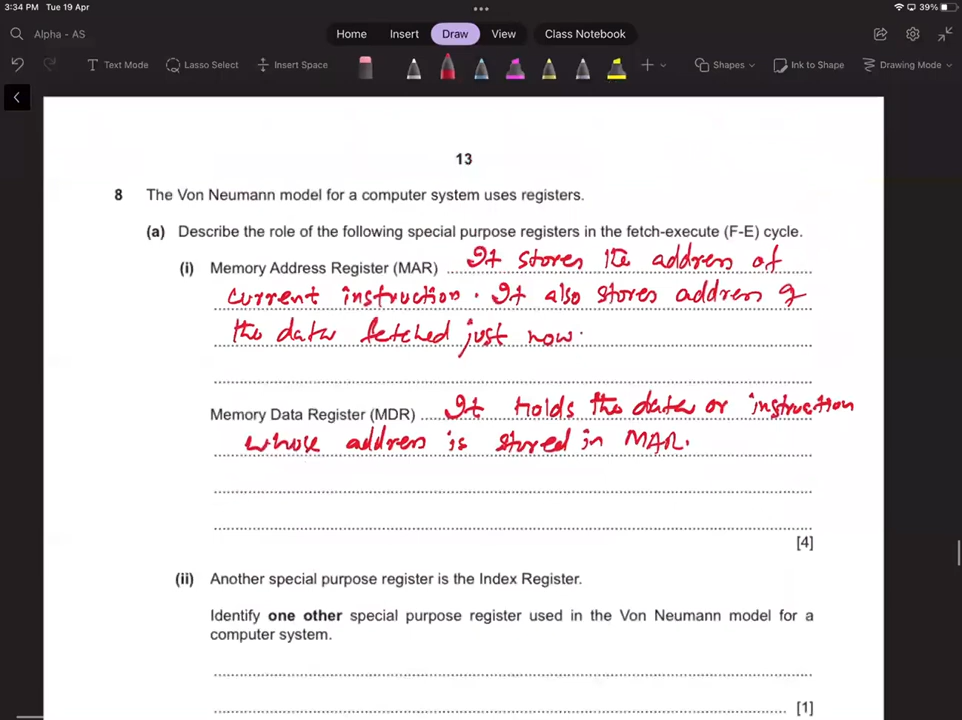 3:34 PM Tue 19 Apr
39%
Alpha - AS
Home Insert Draw View Class Notebook
Text Mode Lasso Select Insert Space Shapes Ink to Shape Drawing Mode
13
8 The Von Neumann model for a computer system uses registers.
(a) Describe the role of the following special purpose registers in the fetch-execute (F-E) cycle.
(i) Memory Address Register (MAR) It stores the address of
current instruction. It also stores address of
the data fetched just now.
Memory Data Register (MDR) It holds the data or instruction
whose address is stored in MAR.
[4]
(ii) Another special purpose register is the Index Register.
Identify one other special purpose register used in the Von Neumann model for a
computer system.
[1]